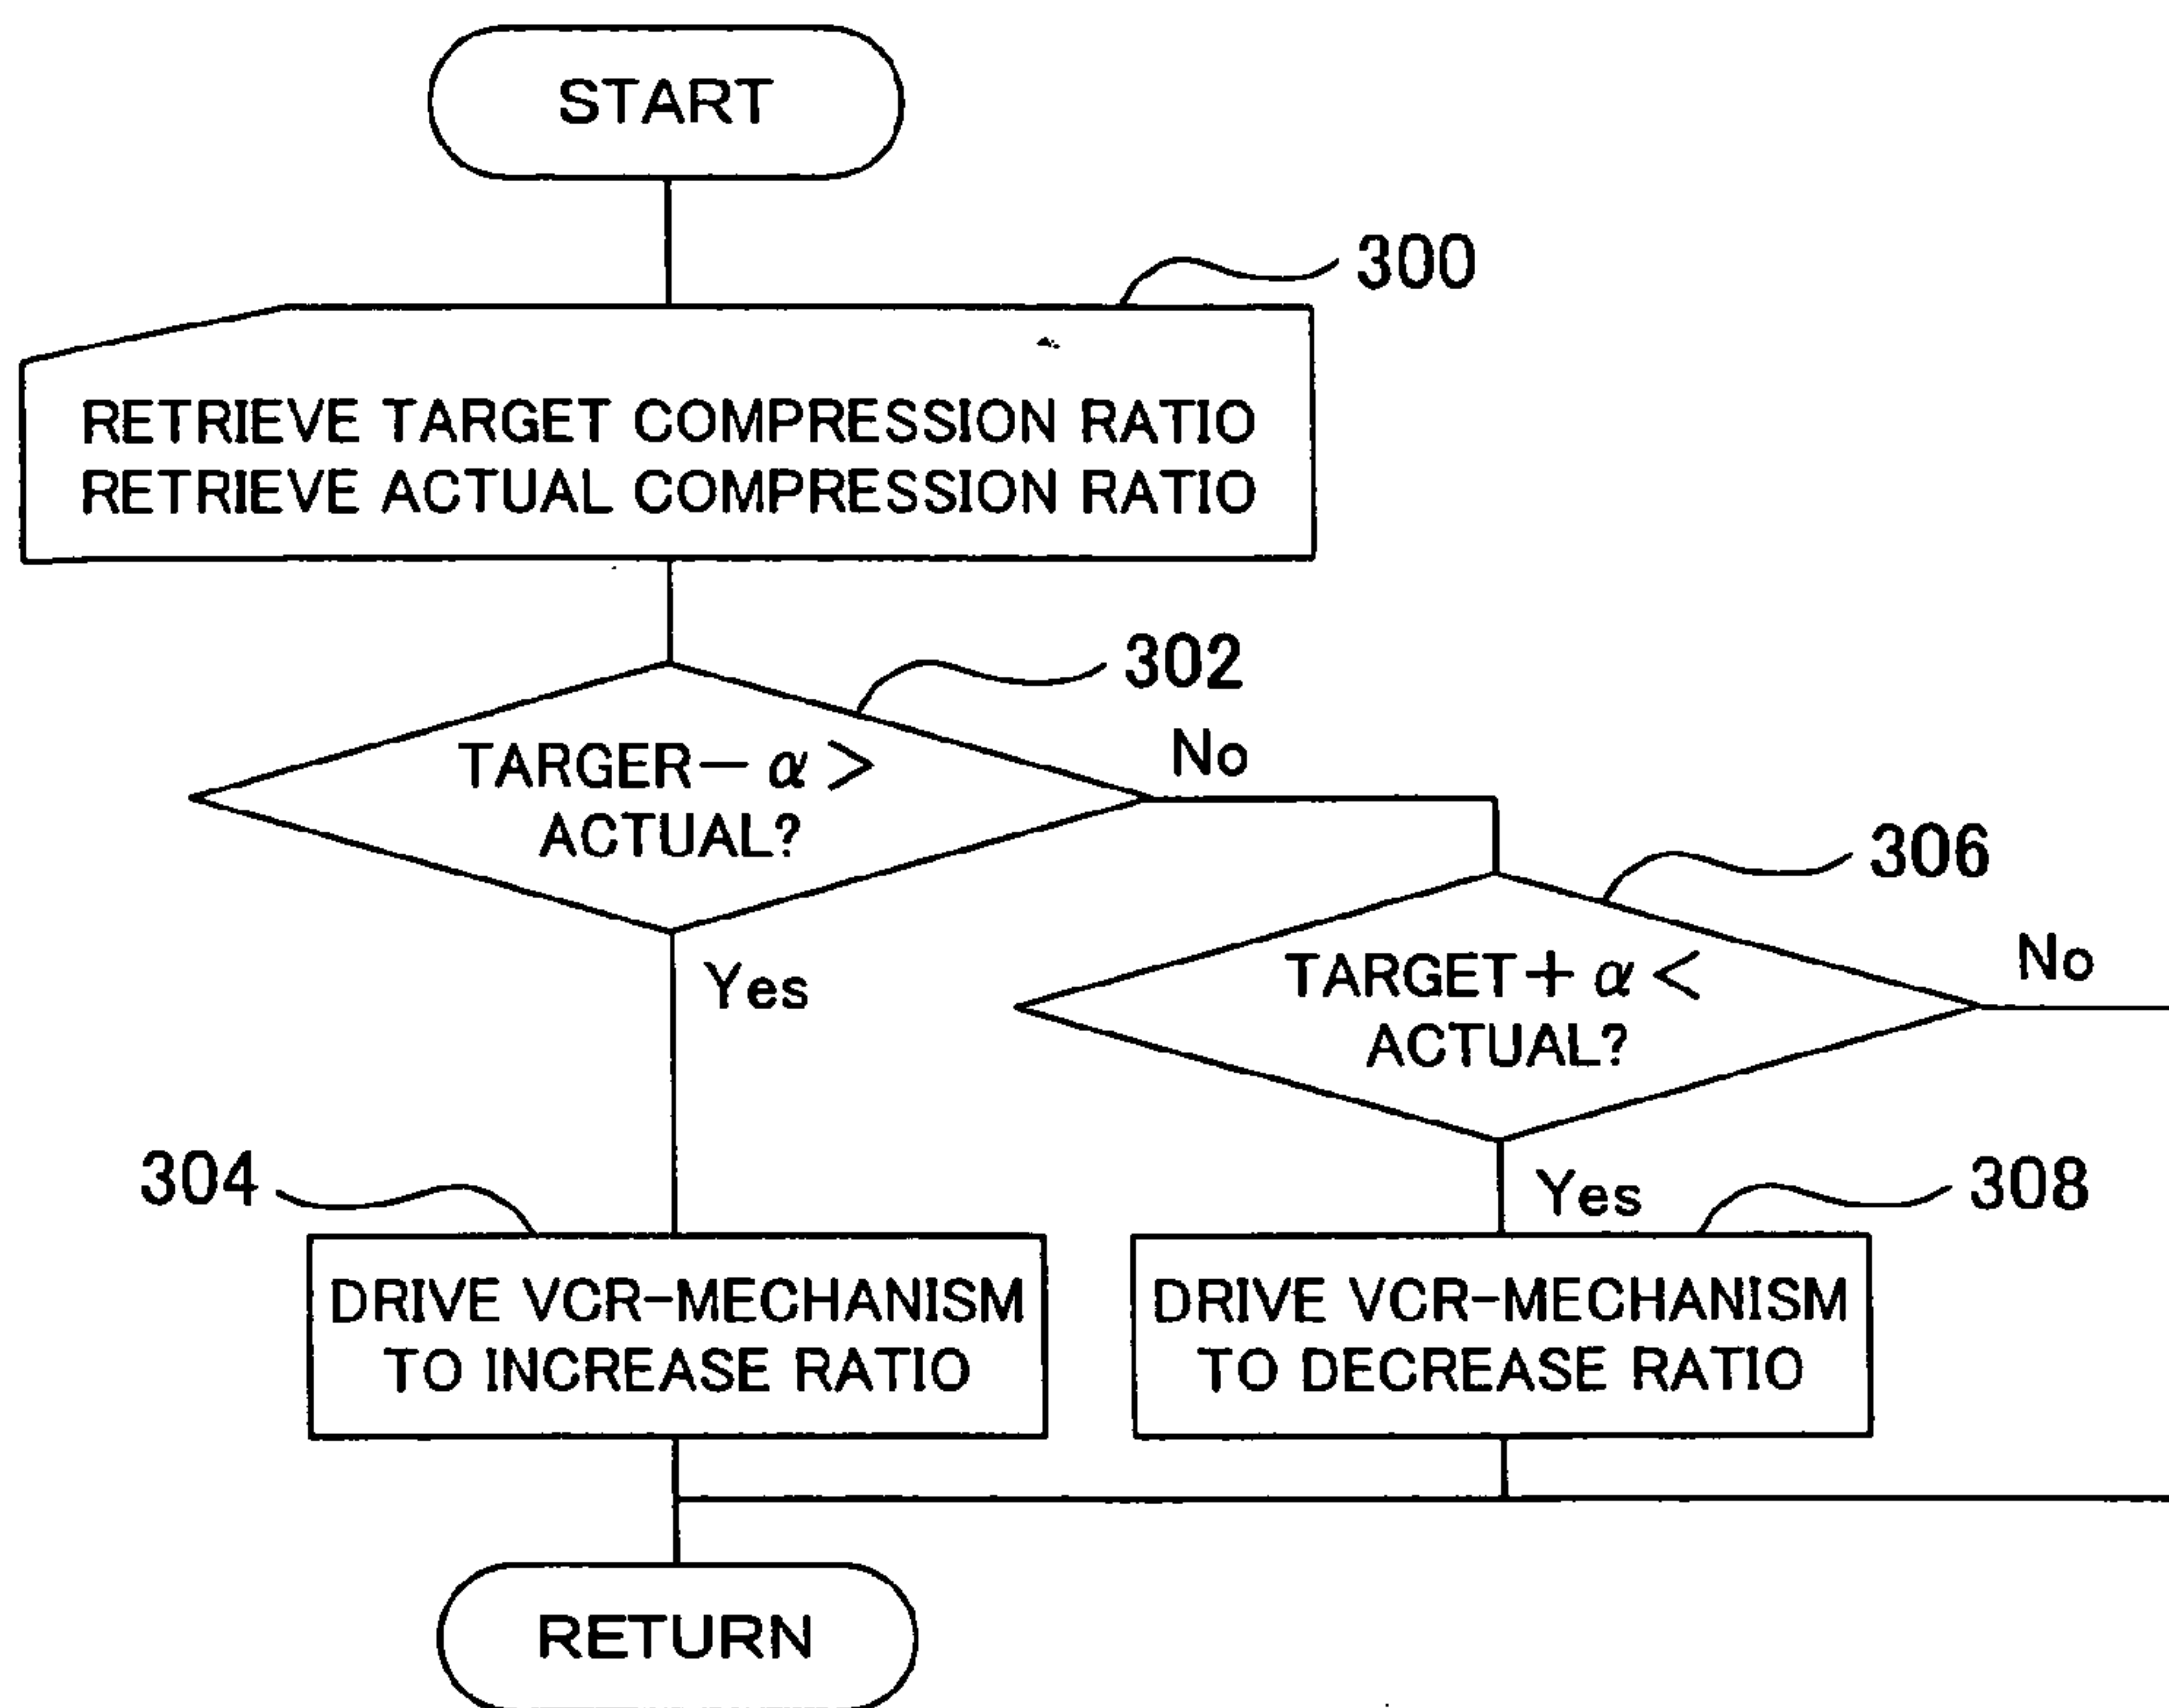 START
300
RETRIEVE TARGET COMPRESSION RATIO
RETRIEVE ACTUAL COMPRESSION RATIO
302
TARGER— α >
ACTUAL?
No
Yes
306
TARGET+ α <
ACTUAL?
No
Yes
304
DRIVE VCR-MECHANISM
TO INCREASE RATIO
308
DRIVE VCR-MECHANISM
TO DECREASE RATIO
RETURN